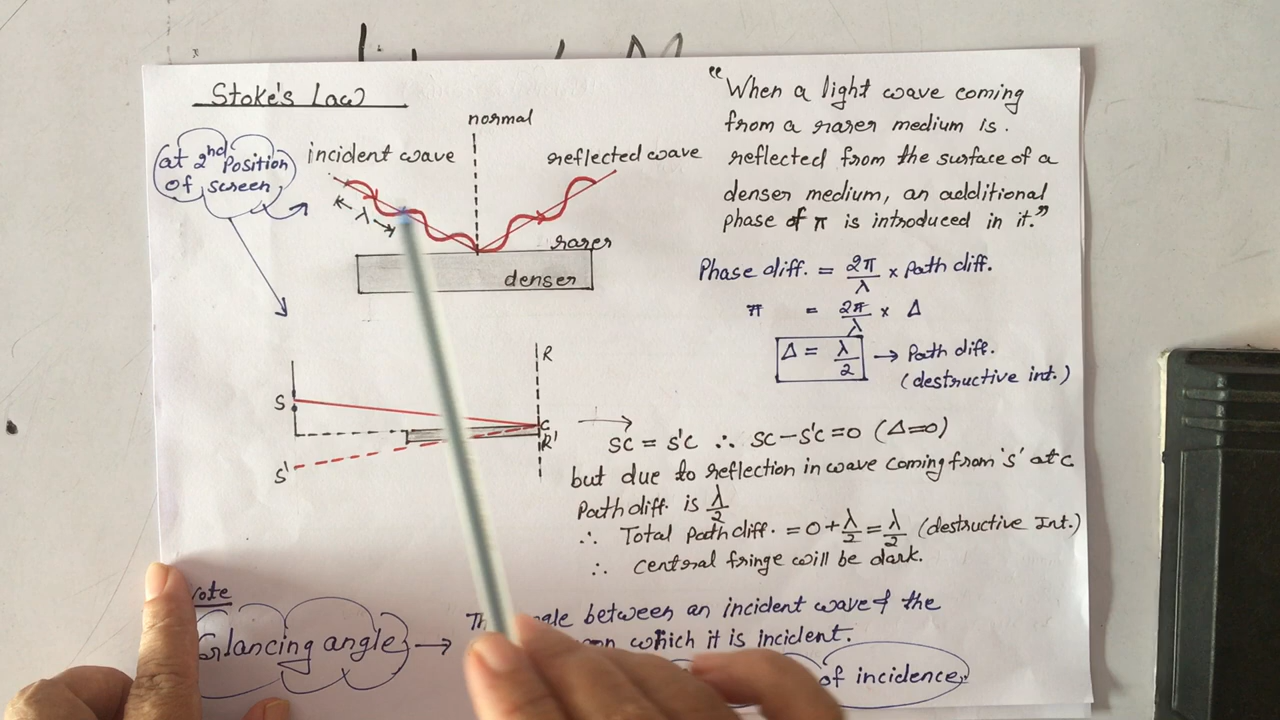 Stoke's Law
at 2nd Position
of screen
incident wave
normal
reflected wave
λ
rarer
denser
"When a light wave coming
from a rarer medium is.
reflected from the surface of a
denser medium, an additional
phase of π is introduced in it."
Phase diff. = 2π/λ × Path diff.
π = 2π/λ × Δ
Δ = λ/2 → Path diff.
(destructive int.)
R
S
C
R'
S'
SC = S'C ∴ SC-S'C=0 (Δ=0)
but due to reflection in wave coming from 's' at c
Path diff. is λ/2
∴ Total path diff. = 0+λ/2=λ/2 (destructive Int.)
∴ central fringe will be dark.
Note
Glancing angle →
between an incident wave & the
on which it is incident.
of incidence.